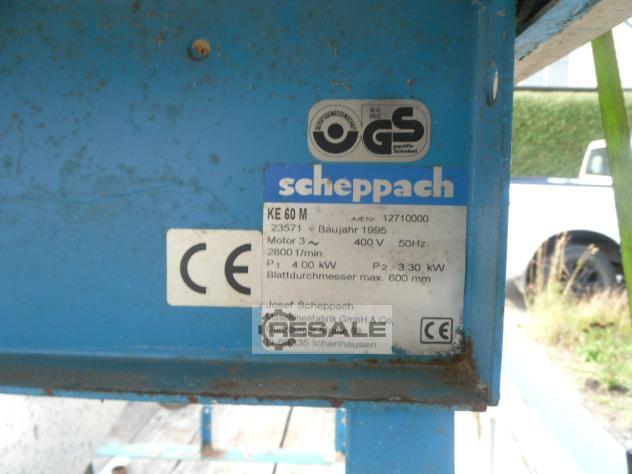 BG
GS
geprüfte
Sicherheit
scheppach
KE 60 M Art.Nr. 12710000
23571 Baujahr 1995
Motor 3~ 400 V 50Hz
2800 1/min.
P1 4.00 kW P2 3.30 kW
Blattdurchmesser max. 600 mm
CE
Josef Scheppach
Maschinenfabrik GmbH & Co
RESALE
Ichenhausen
CE